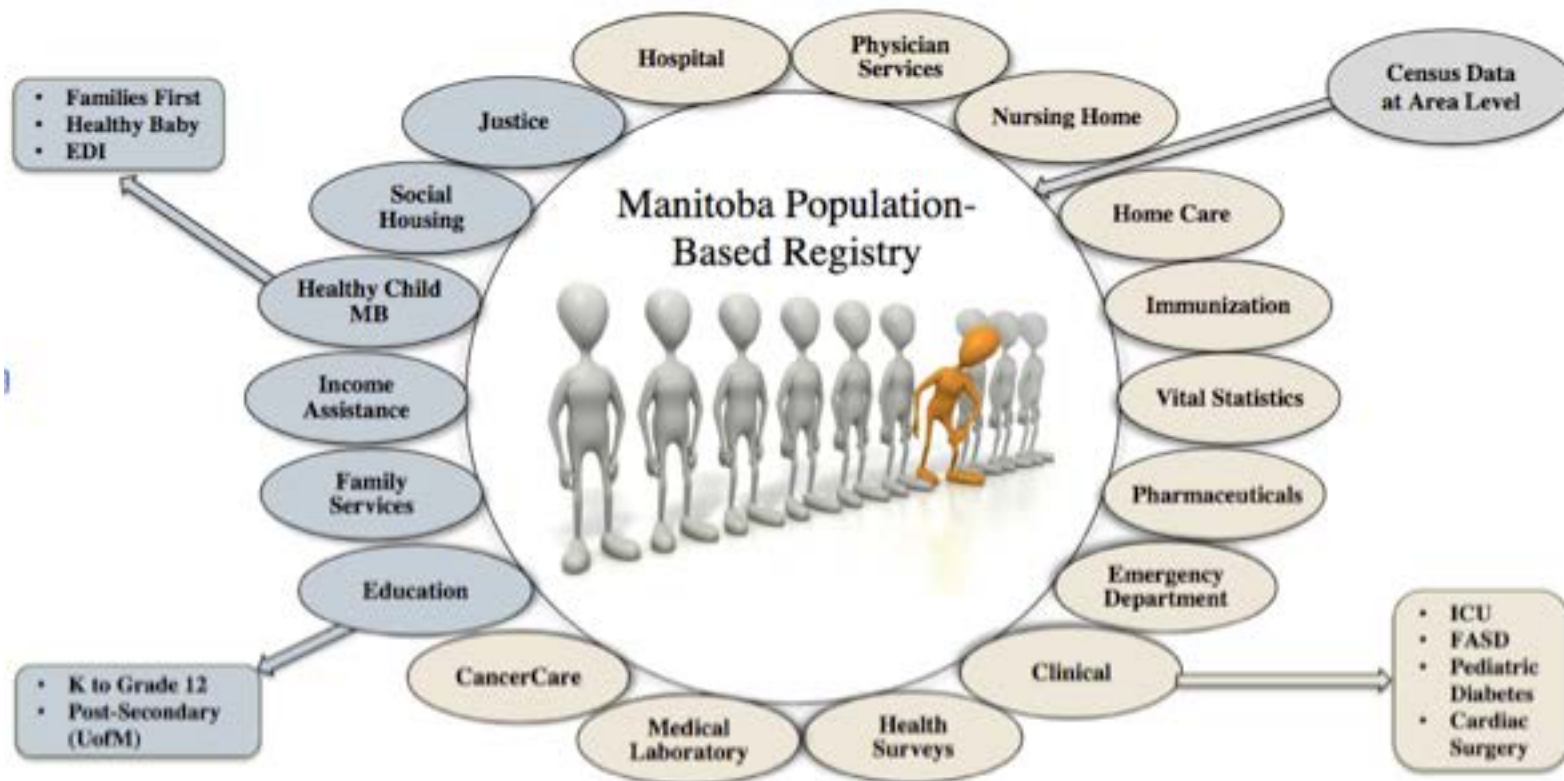 Hospital
Physician
Services
Nursing Home
Census Data
at Area Level
Home Care
Immunization
Vital Statistics
Pharmaceuticals
Emergency
Department
Clinical
• ICU
• FASD
• Pediatric
Diabetes
• Cardiac
Surgery
Health
Surveys
Medical
Laboratory
CancerCare
Education
• K to Grade 12
• Post-Secondary
(UofM)
Family
Services
Income
Assistance
Healthy Child
MB
• Families First
• Healthy Baby
• EDI
Social
Housing
Justice
Manitoba Population-
Based Registry